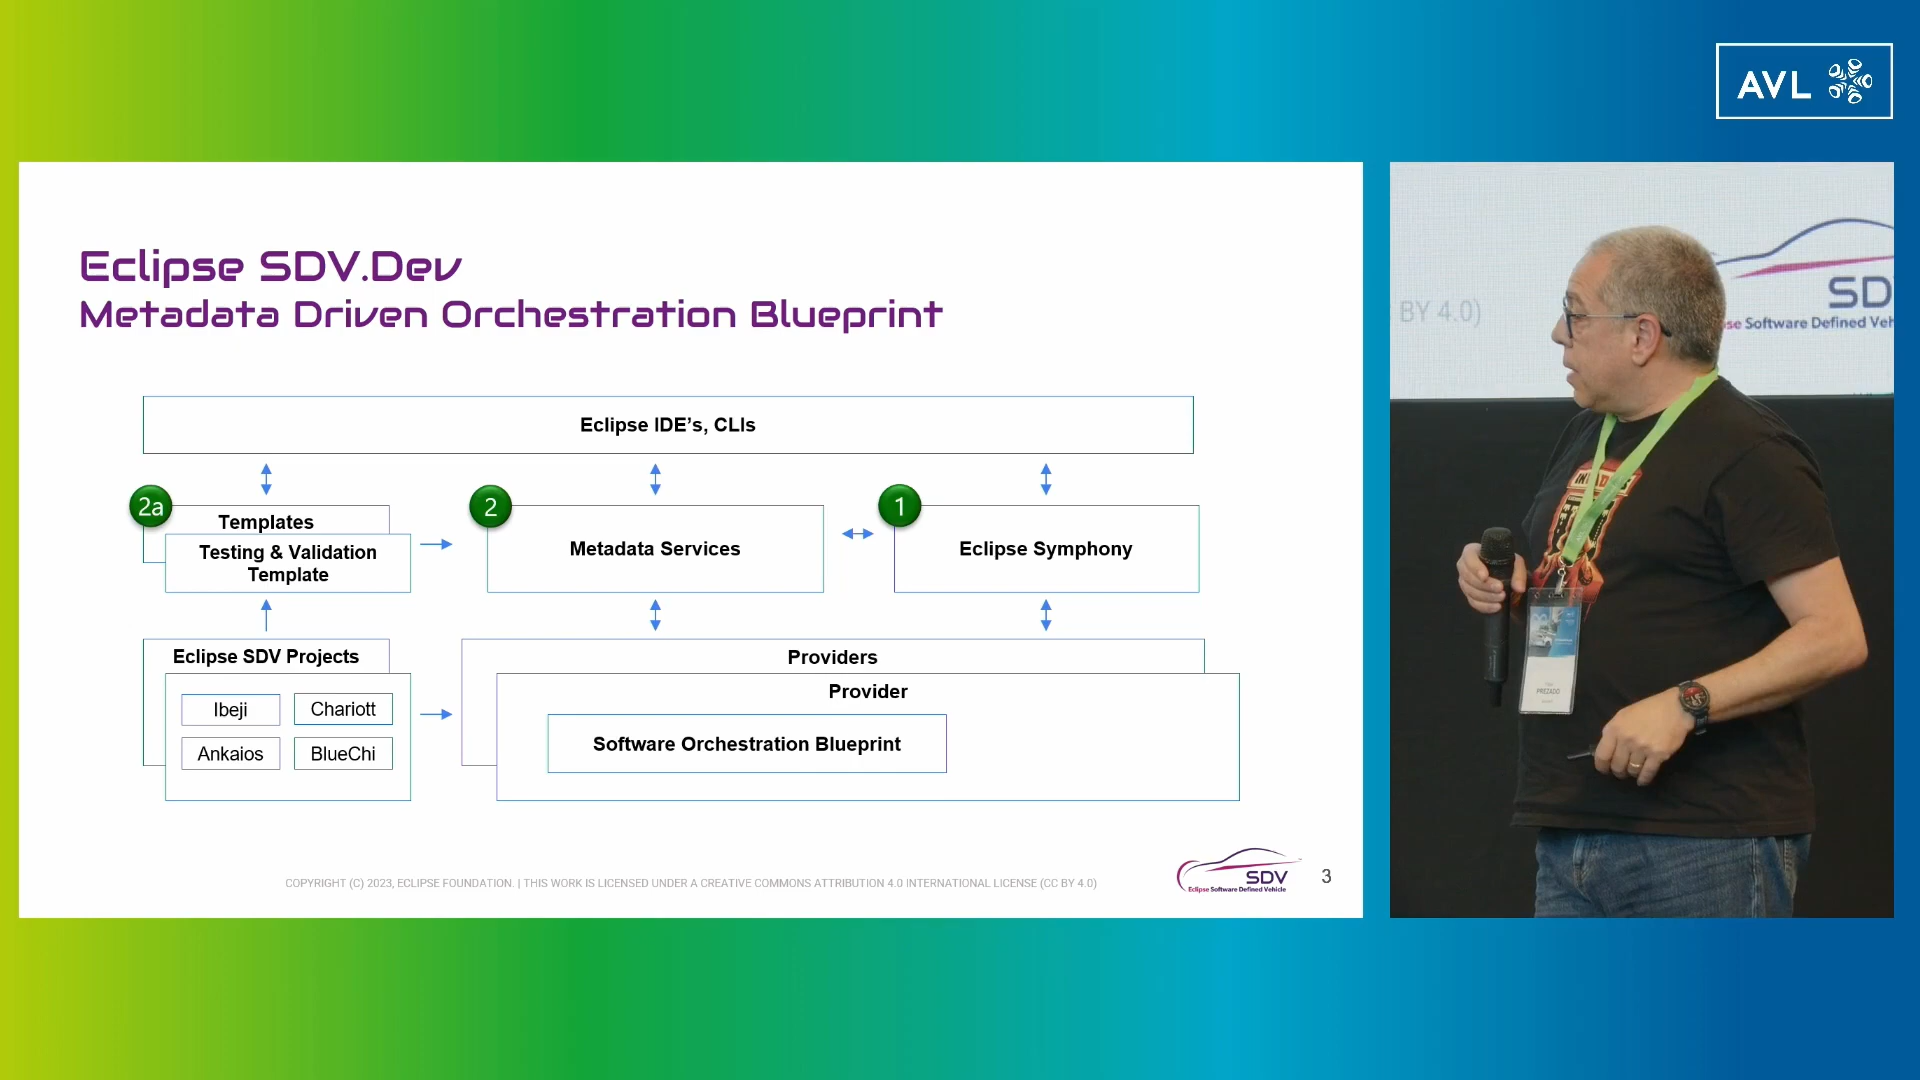 AVL
Eclipse SDV.Dev
Metadata Driven Orchestration Blueprint
Eclipse IDE’s, CLIs
2a
Templates
Testing & Validation
Template
2
Metadata Services
1
Eclipse Symphony
Eclipse SDV Projects
Ibeji
Chariott
Ankaios
BlueChi
Providers
Provider
Software Orchestration Blueprint
COPYRIGHT (C) 2023, ECLIPSE FOUNDATION. | THIS WORK IS LICENSED UNDER A CREATIVE COMMONS ATTRIBUTION 4.0 INTERNATIONAL LICENSE (CC BY 4.0)
SDV
Eclipse Software Defined Vehicle
3
BY 4.0)
SD
pse Software Defined Veh
PREZADO